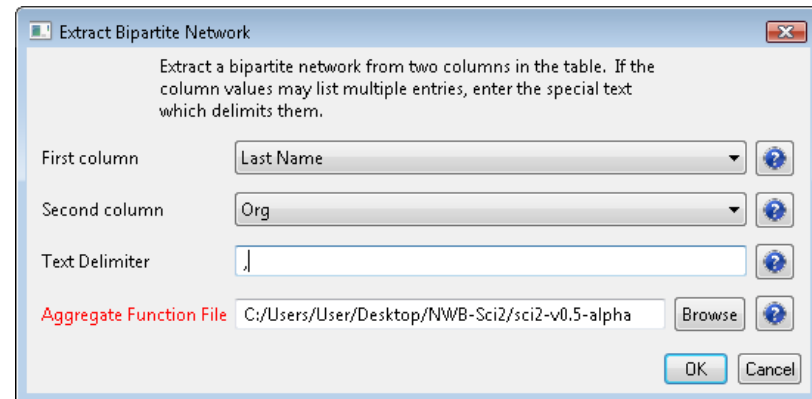 Extract Bipartite Network
Extract a bipartite network from two columns in the table. If the
column values may list multiple entries, enter the special text
which delimits them.
First column Last Name
Second column Org
Text Delimiter ,
Aggregate Function File C:/Users/User/Desktop/NWB-Sci2/sci2-v0.5-alpha Browse
OK Cancel